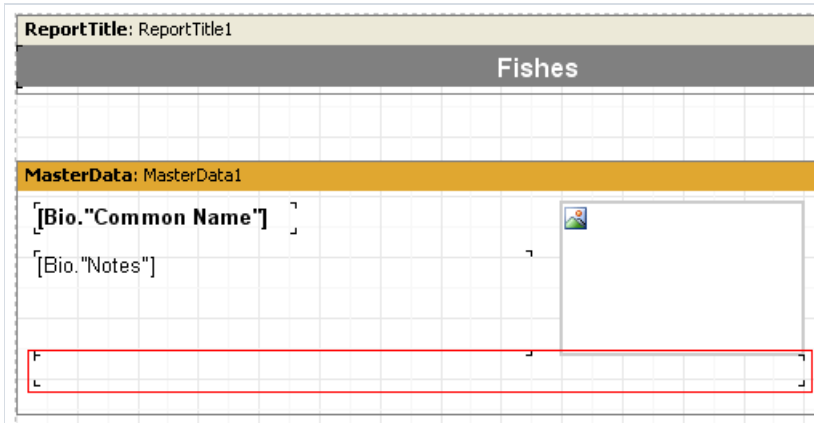 ReportTitle: ReportTitle1
Fishes
MasterData: MasterData1
[Bio."Common Name"]
[Bio."Notes"]